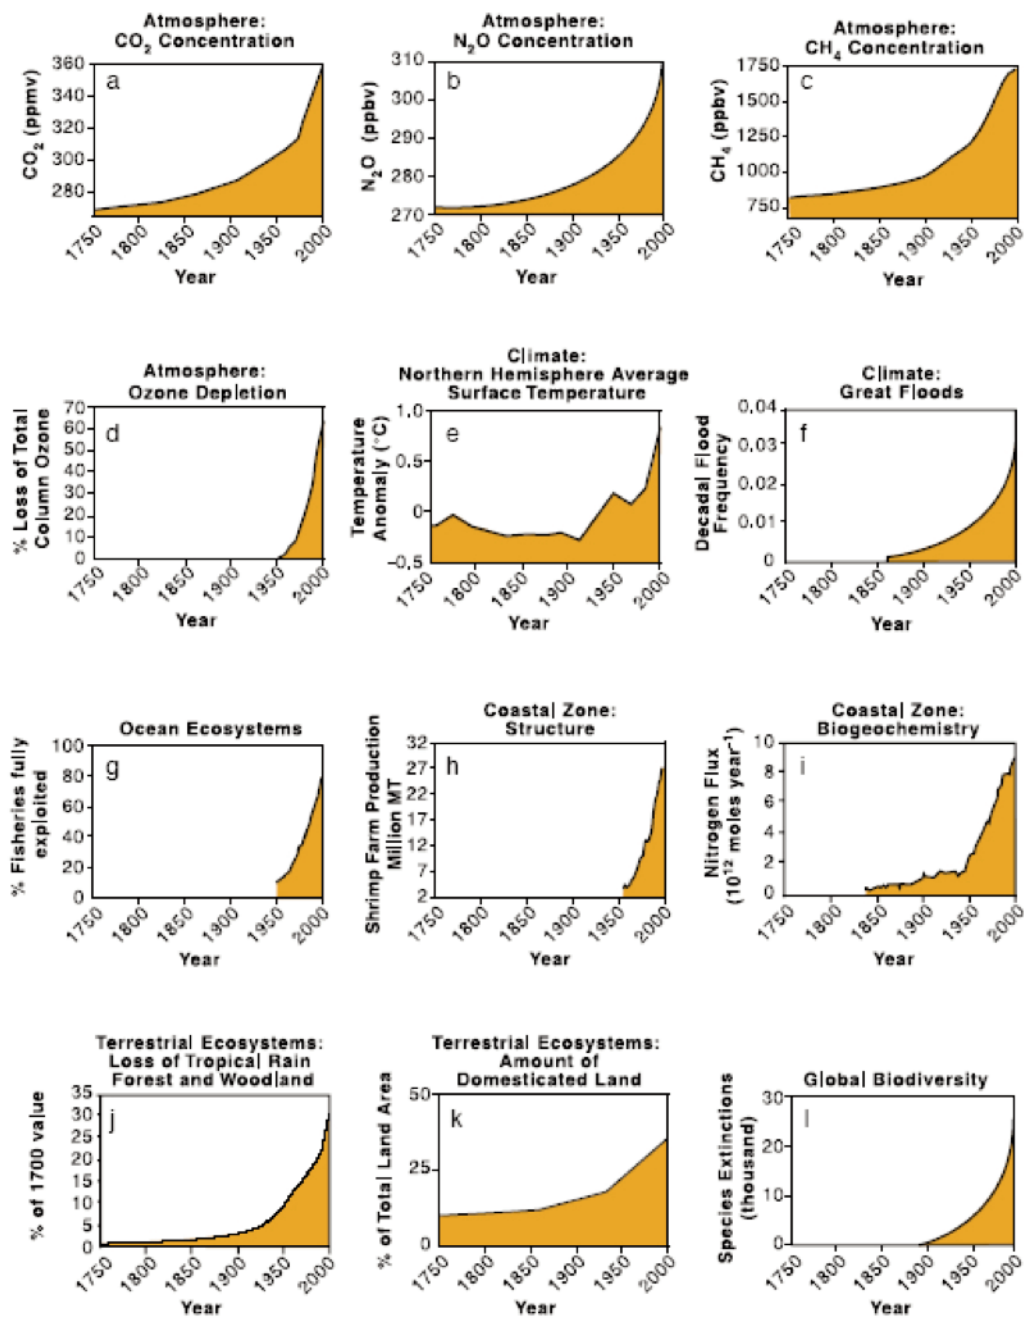 Atmosphere:
CO2 Concentration
CO2 (ppmv)
360
340
320
300
280
a
1750
1800
1850
1900
1950
2000
Year
Atmosphere:
N2O Concentration
N2O (ppbv)
310
300
290
280
270
b
1750
1800
1850
1900
1950
2000
Year
Atmosphere:
CH4 Concentration
CH4 (ppbv)
1750
1500
1250
1000
750
c
1750
1800
1850
1900
1950
2000
Year
Atmosphere:
Ozone Depletion
% Loss of Total
Column Ozone
70
60
50
40
30
20
10
0
d
1750
1800
1850
1900
1950
2000
Year
Climate:
Northern Hemisphere Average
Surface Temperature
Temperature
Anomaly (°C)
1.0
0.5
0
–0.5
e
1750
1800
1850
1900
1950
2000
Year
Climate:
Great Floods
Decadal Flood
Frequency
0.04
0.03
0.02
0.01
0
f
1750
1800
1850
1900
1950
2000
Year
Ocean Ecosystems
% Fisheries fully
exploited
100
80
60
40
20
0
g
1750
1800
1850
1900
1950
2000
Year
Coastal Zone:
Structure
Shrimp Farm Production
Million MT
32
27
22
17
12
7
2
h
1750
1800
1850
1900
1950
2000
Year
Coastal Zone:
Biogeochemistry
Nitrogen Flux
(10^12 moles year^-1)
10
8
6
4
2
0
i
1750
1800
1850
1900
1950
2000
Year
Terrestrial Ecosystems:
Loss of Tropical Rain
Forest and Woodland
% of 1700 value
35
30
25
20
15
10
5
0
j
1750
1800
1850
1900
1950
2000
Year
Terrestrial Ecosystems:
Amount of
Domesticated Land
% of Total Land Area
50
25
0
k
1750
1800
1850
1900
1950
2000
Year
Global Biodiversity
Species Extinctions
(thousand)
30
20
10
0
l
1750
1800
1850
1900
1950
2000
Year